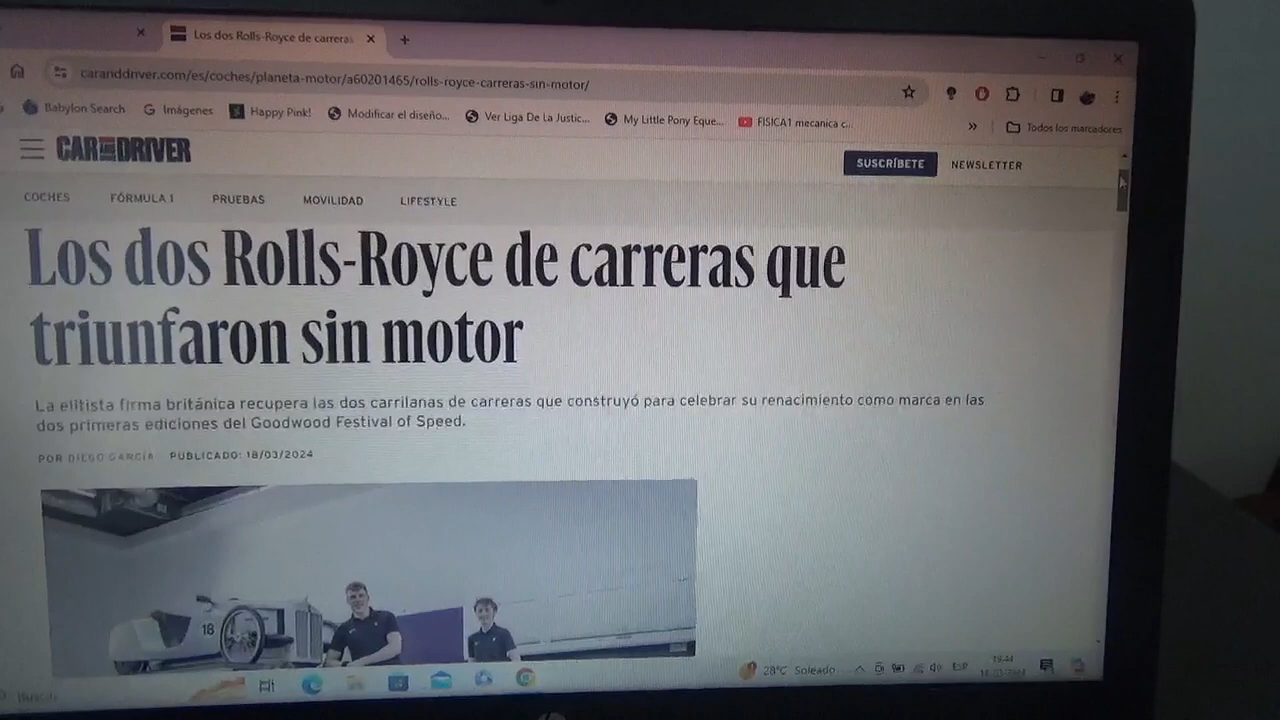 Los dos Rolls-Royce de carreras
caranddriver.com/es/coches/planeta-motor/a60201465/rolls-royce-carreras-sin-motor/
Babylon Search
Imágenes
Happy Pink!
Modificar el diseño...
Ver Liga De La Justic...
My Little Pony Eque...
FISICA1 mecanica c...
»
Todos los marcadores
CAR AND DRIVER
SUSCRÍBETE
NEWSLETTER
COCHES
FÓRMULA 1
PRUEBAS
MOVILIDAD
LIFESTYLE
Los dos Rolls-Royce de carreras que
triunfaron sin motor
La elitista firma británica recupera las dos carrilanas de carreras que construyó para celebrar su renacimiento como marca en las
dos primeras ediciones del Goodwood Festival of Speed.
POR DIEGO GARCÍA PUBLICADO: 18/03/2024
18
28°C Soleado
ESP